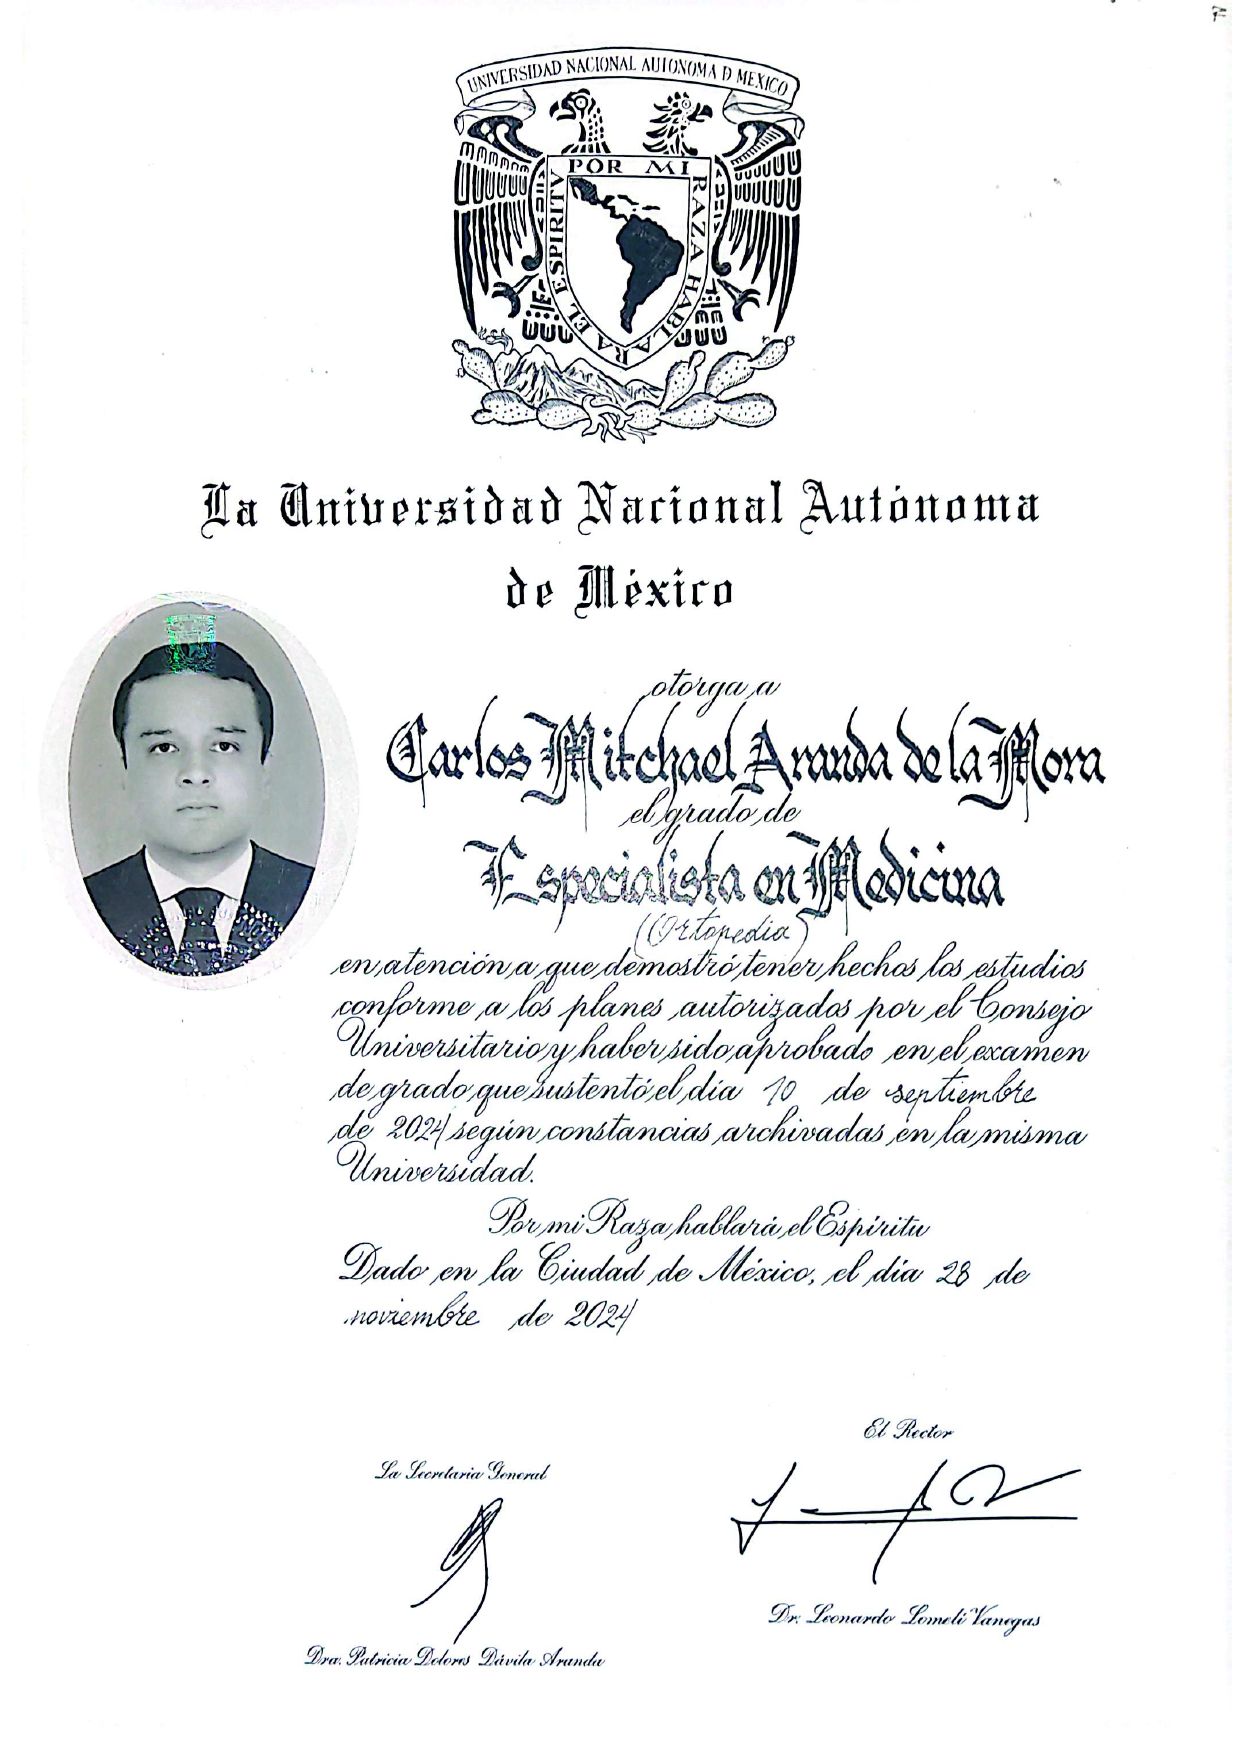 UNIVERSIDAD NACIONAL AUTONOMA D MEXICO
POR MI RAZA HABLARA EL ESPIRITV
La Universidad Nacional Autónoma
de México
otorga a
Carlos Mitchael Aranda de la Mora
el grado de
Especialista en Medicina
(Ortopedia)
en atención a que demostró tener hechos los estudios
conforme a los planes autorizados por el Consejo
Universitario y haber sido aprobado en el examen
de grado que sustentó el día 10 de septiembre
de 2024 según constancias archivadas en la misma
Universidad.
Por mi Raza hablará el Espíritu
Dado en la Ciudad de México, el día 28 de
noviembre de 2024
El Rector
La Secretaria General
Dr. Leonardo Lomelí Vanegas
Dra. Patricia Dolores Dávila Aranda